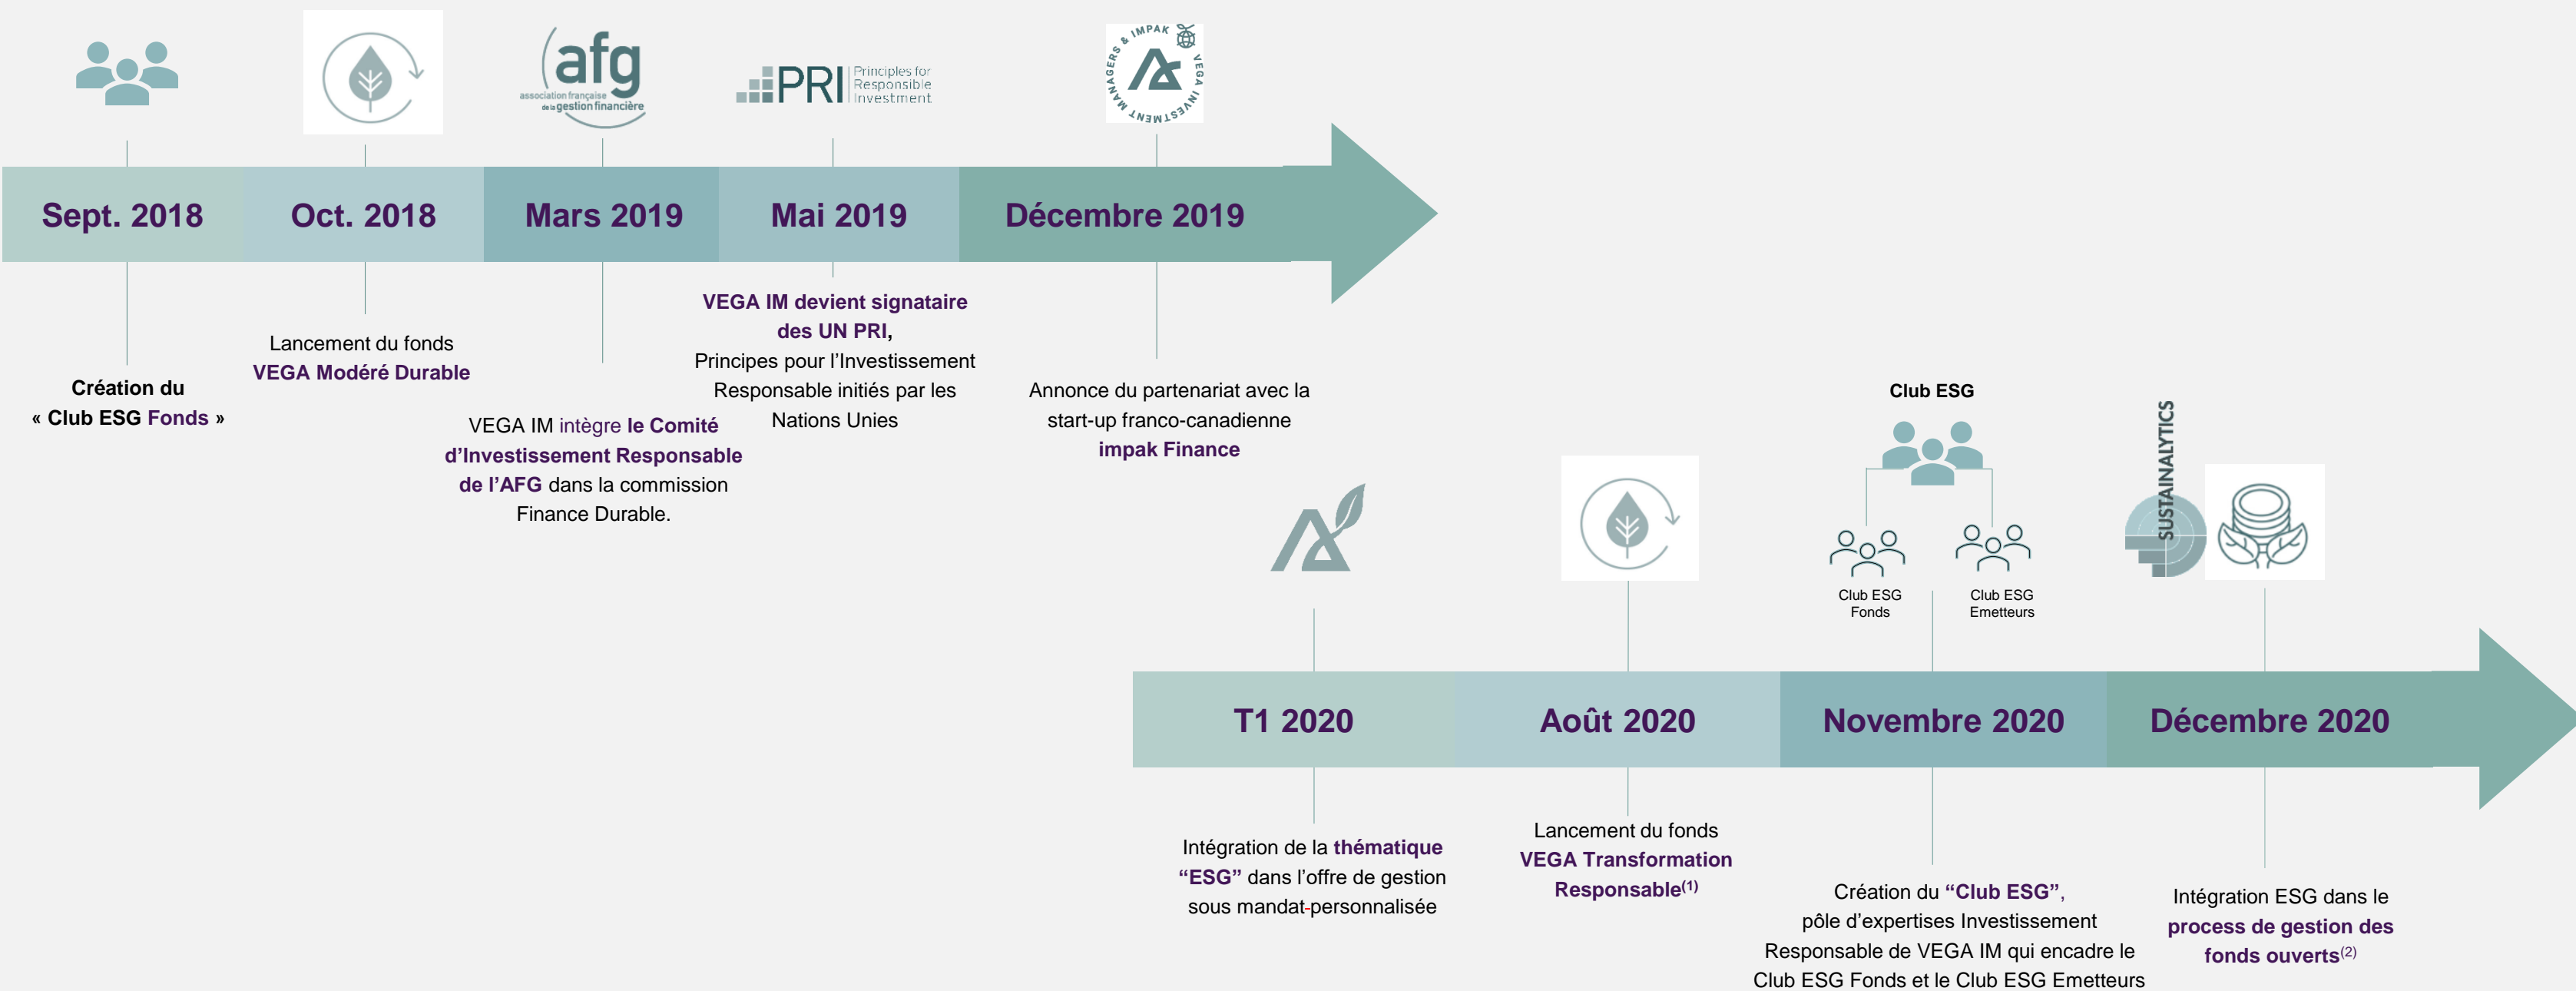 afg
association française
de la gestion financière
PRI
Principles for
Responsible
Investment
VEGA INVESTMENT MANAGERS & IMPAK
Sept. 2018
Oct. 2018
Mars 2019
Mai 2019
Décembre 2019
Création du
« Club ESG Fonds »
Lancement du fonds
VEGA Modéré Durable
VEGA IM intègre le Comité
d’Investissement Responsable
de l’AFG dans la commission
Finance Durable.
VEGA IM devient signataire
des UN PRI,
Principes pour l’Investissement
Responsable initiés par les
Nations Unies
Annonce du partenariat avec la
start-up franco-canadienne
impak Finance
Club ESG
Club ESG
Fonds
Club ESG
Emetteurs
SUSTAINALYTICS
T1 2020
Août 2020
Novembre 2020
Décembre 2020
Intégration de la thématique
“ESG” dans l’offre de gestion
sous mandat-personnalisée
Lancement du fonds
VEGA Transformation
Responsable(1)
Création du “Club ESG”,
pôle d’expertises Investissement
Responsable de VEGA IM qui encadre le
Club ESG Fonds et le Club ESG Emetteurs
Intégration ESG dans le
process de gestion des
fonds ouverts(2)